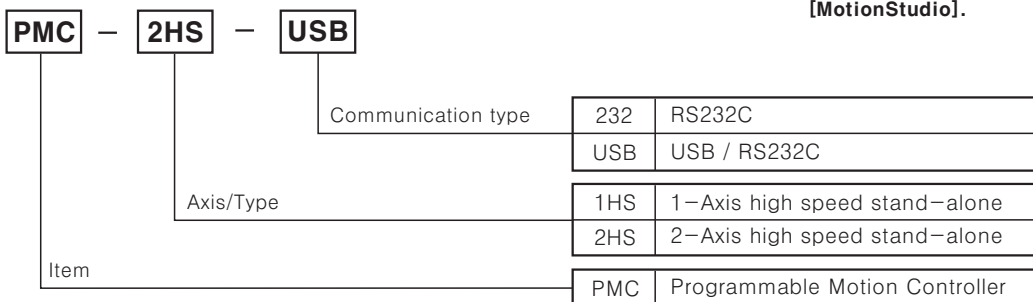 [MotionStudio].
PMC － 2HS － USB
Communication type
232 RS232C
USB USB / RS232C
Axis/Type
1HS 1－Axis high speed stand－alone
2HS 2－Axis high speed stand－alone
Item
PMC Programmable Motion Controller